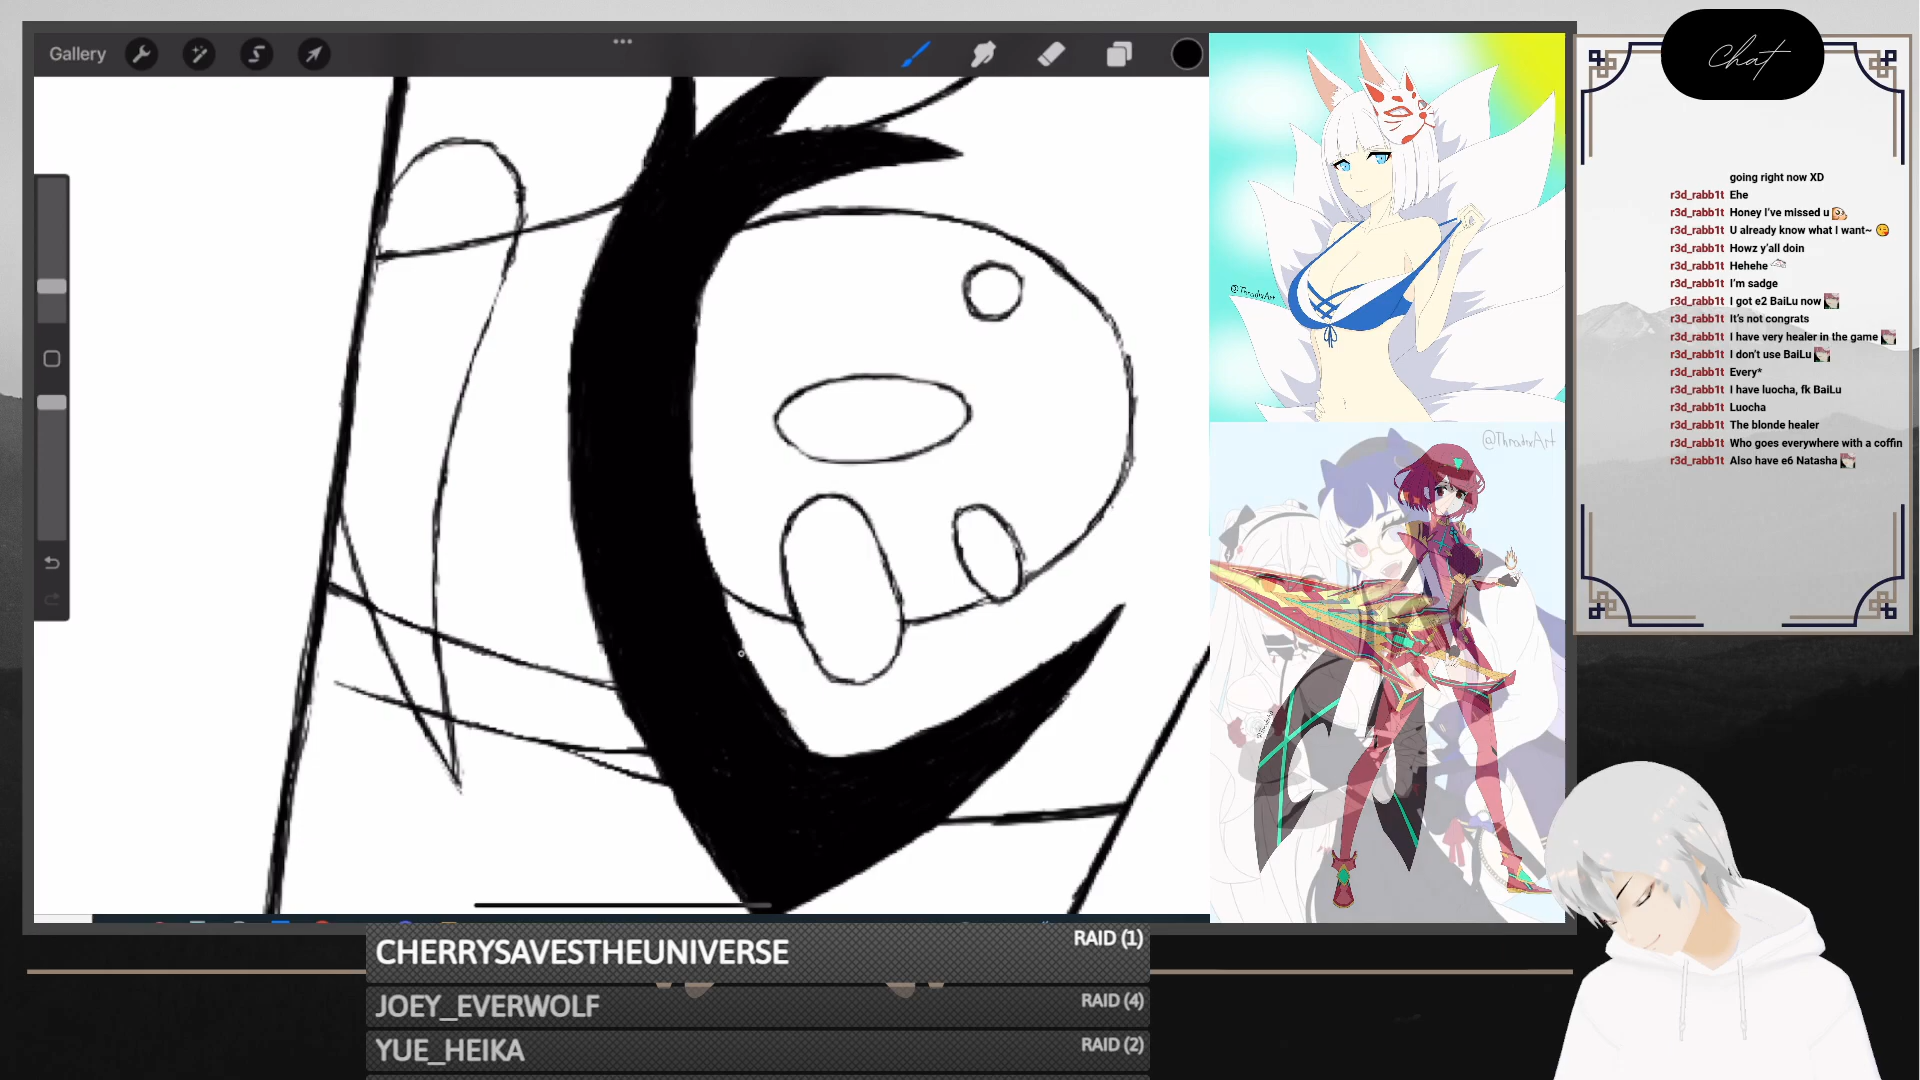 Gallery
@ThradixArt
@ThradixArt
Chat
going right now XD
r3d_rabb1t Ehe
r3d_rabb1t Honey I've missed u
r3d_rabb1t U already know what I want~
r3d_rabb1t Howz y'all doin
r3d_rabb1t Hehehe
r3d_rabb1t I'm sadge
r3d_rabb1t I got e2 BaiLu now
r3d_rabb1t It's not congrats
r3d_rabb1t I have very healer in the game
r3d_rabb1t I don't use BaiLu
r3d_rabb1t Every*
r3d_rabb1t I have luocha, fk BaiLu
r3d_rabb1t Luocha
r3d_rabb1t The blonde healer
r3d_rabb1t Who goes everywhere with a coffin
r3d_rabb1t Also have e6 Natasha
CHERRYSAVESTHEUNIVERSE RAID (1)
JOEY_EVERWOLF RAID (4)
YUE_HEIKA RAID (2)